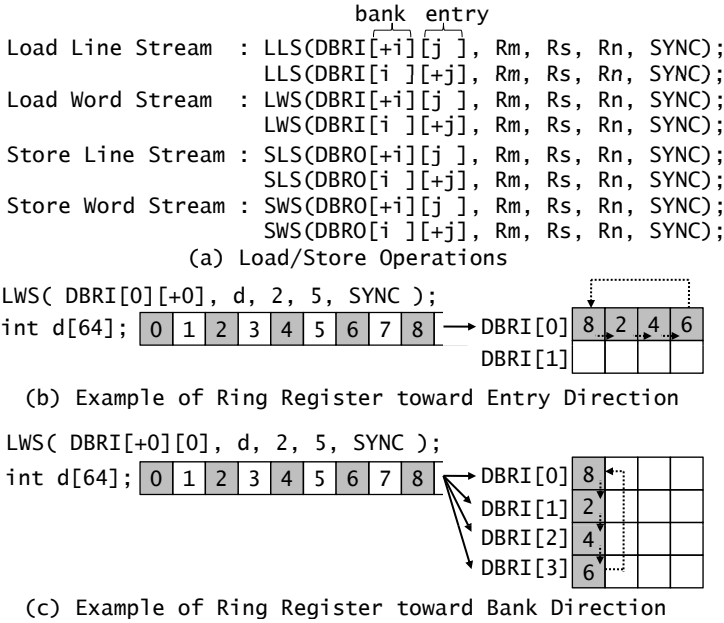 bank entry
Load Line Stream : LLS(DBRI[+i][j ], Rm, Rs, Rn, SYNC);
LLS(DBRI[i ][+j], Rm, Rs, Rn, SYNC);
Load Word Stream : LWS(DBRI[+i][j ], Rm, Rs, Rn, SYNC);
LWS(DBRI[i ][+j], Rm, Rs, Rn, SYNC);
Store Line Stream : SLS(DBRO[+i][j ], Rm, Rs, Rn, SYNC);
SLS(DBRO[i ][+j], Rm, Rs, Rn, SYNC);
Store Word Stream : SWS(DBRO[+i][j ], Rm, Rs, Rn, SYNC);
SWS(DBRO[i ][+j], Rm, Rs, Rn, SYNC);
(a) Load/Store Operations
LWS( DBRI[0][+0], d, 2, 5, SYNC );
int d[64]; 0 1 2 3 4 5 6 7 8 DBRI[0] 8 2 4 6
DBRI[1]
(b) Example of Ring Register toward Entry Direction
LWS( DBRI[+0][0], d, 2, 5, SYNC );
int d[64]; 0 1 2 3 4 5 6 7 8 DBRI[0] 8
DBRI[1] 2
DBRI[2] 4
DBRI[3] 6
(c) Example of Ring Register toward Bank Direction